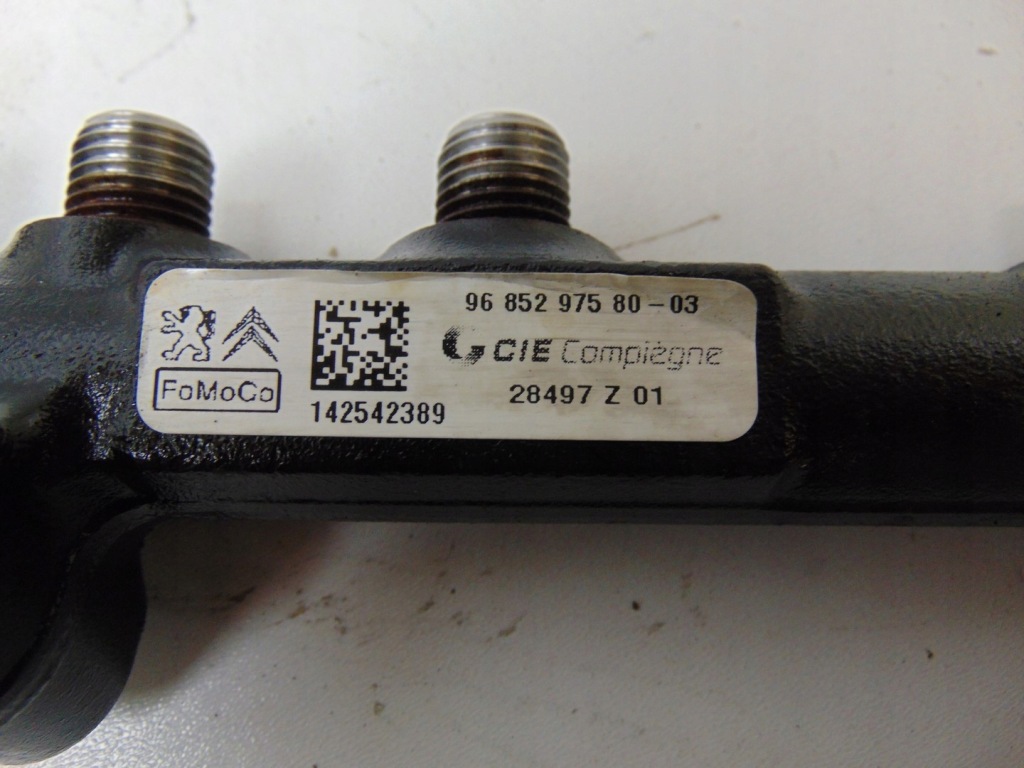 96 852 975 80-03
CIE Compiègne
FoMoCo
28497 Z 01
142542389